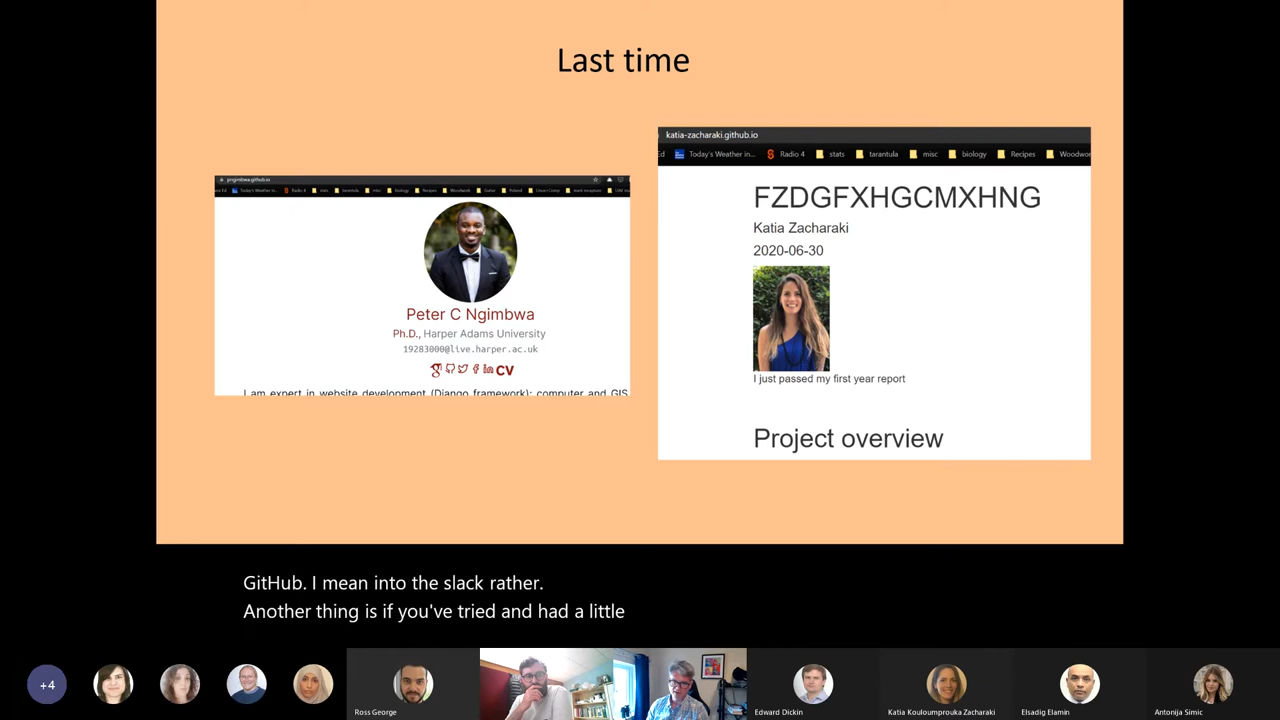 Last time
pngimbwa.github.io
Today's Weather in... Radio 4 stats tarantula misc biology Recipes Woodwork Guitar Poland
Peter C Ngimbwa
Ph.D., Harper Adams University
19283000@live.harper.ac.uk
CV
I am expert in website development (Django framework); computer and GIS
katia-zacharaki.github.io
Ed Today's Weather in... Radio 4 stats tarantula misc biology Recipes Woodwor
FZDGFXHGCMXHNG
Katia Zacharaki
2020-06-30
I just passed my first year report
Project overview
GitHub. I mean into the slack rather.
Another thing is if you've tried and had a little
+4
Ross George
Edward Dickin
Katia Kouloumprouka Zacharaki
Elsadig Elamin
Antonija Simic